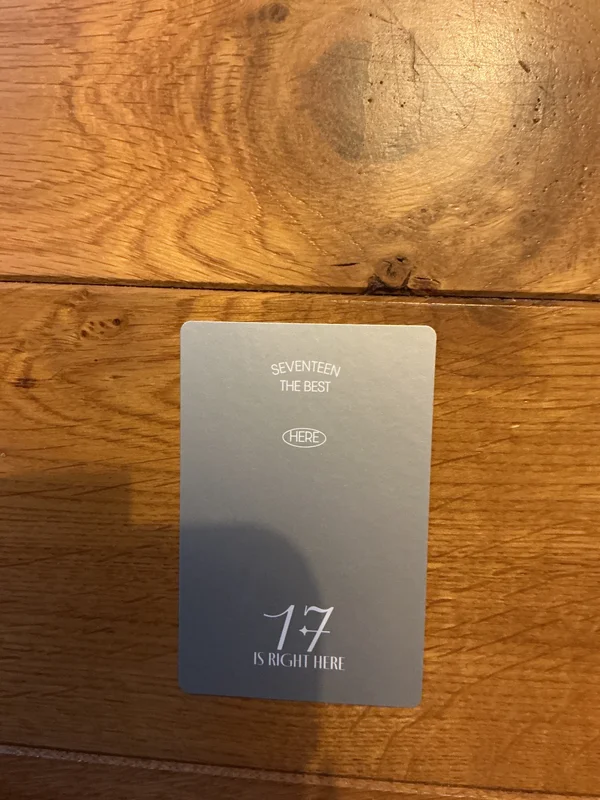 SEVENTEEN
THE BEST
HERE
17
IS RIGHT HERE